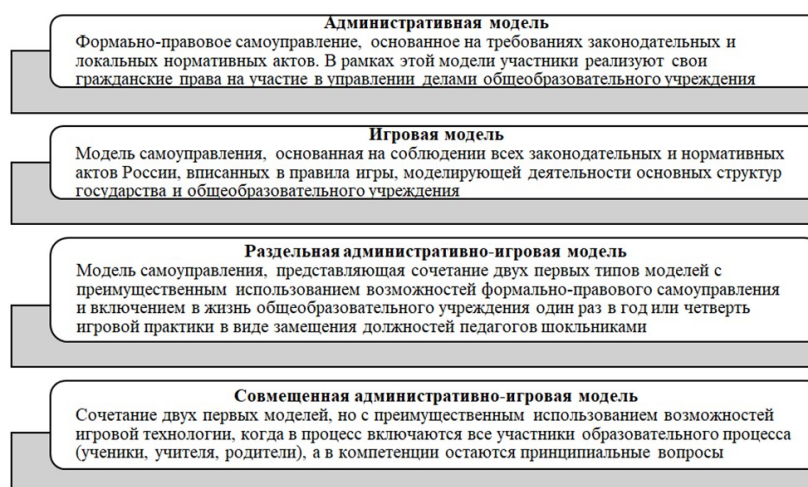 Административная модель
Формаьно-правовое самоуправление, основанное на требованиях законодательных и
локальных нормативных актов. В рамках этой модели участники реализуют свои
гражданские права на участие в управлении делами общеобразовательного учреждения
Игровая модель
Модель самоуправления, основанная на соблюдении всех законодательных и нормативных
актов России, вписанных в правила игры, моделирующей деятельности основных структур
государства и общеобразовательного учреждения
Раздельная административно-игровая модель
Модель самоуправления, представляющая сочетание двух первых типов моделей с
преимущественным использованием возможностей формально-правового самоуправления
и включением в жизнь общеобразовательного учреждения один раз в год или четверть
игровой практики в виде замещения должностей педагогов шокльниками
Совмещенная административно-игровая модель
Сочетание двух первых моделей, но с преимущественным использованием возможностей
игровой технологии, когда в процесс включаются все участники образовательного процесса
(ученики, учителя, родители), а в компетенции остаются принципиальные вопросы